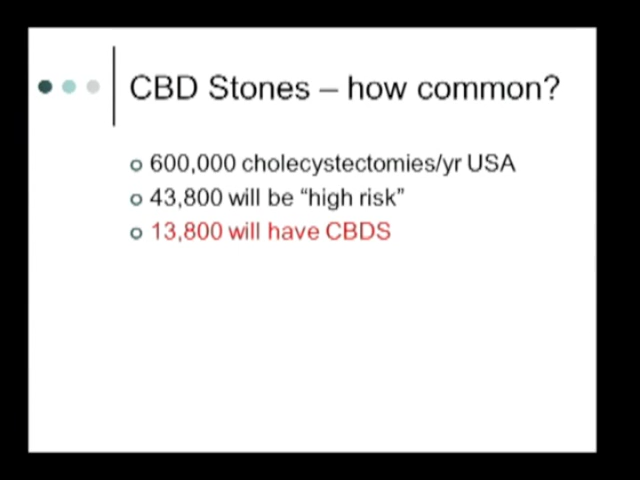 CBD Stones – how common?
600,000 cholecystectomies/yr USA
43,800 will be “high risk”
13,800 will have CBDS